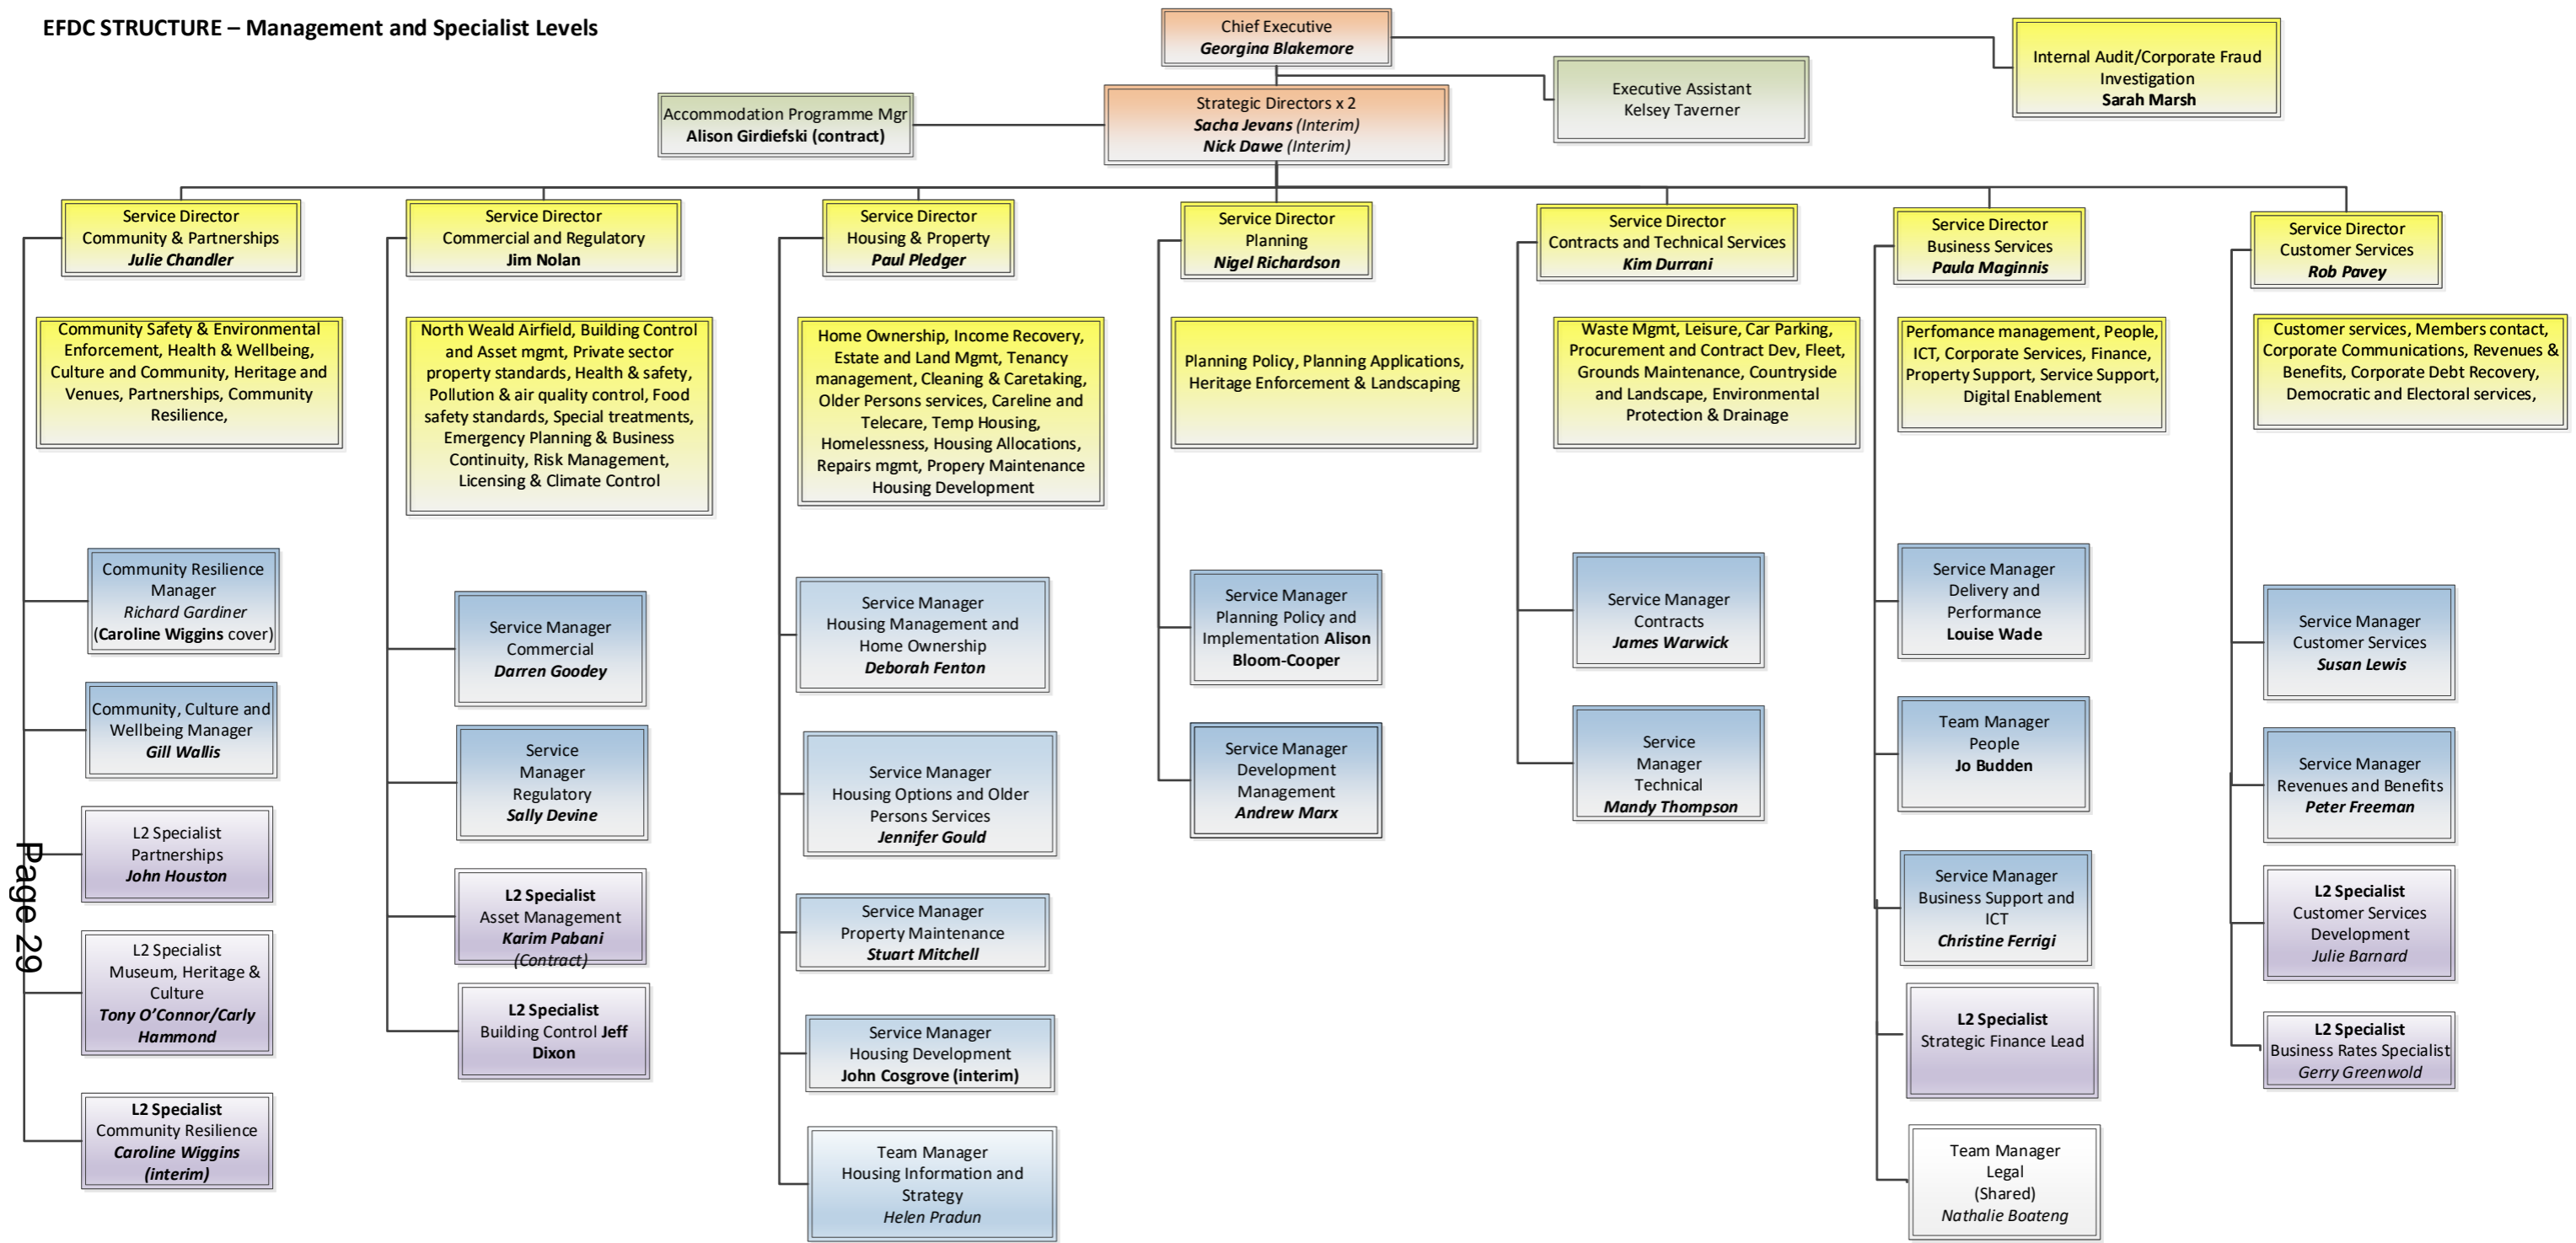 EFDC STRUCTURE – Management and Specialist Levels
Chief Executive
Georgina Blakemore
Internal Audit/Corporate Fraud
Investigation
Sarah Marsh
Executive Assistant
Kelsey Taverner
Accommodation Programme Mgr
Alison Girdiefski (contract)
Strategic Directors x 2
Sacha Jevans (Interim)
Nick Dawe (Interim)
Service Director
Community & Partnerships
Julie Chandler
Community Safety & Environmental
Enforcement, Health & Wellbeing,
Culture and Community, Heritage and
Venues, Partnerships, Community
Resilience,
Community Resilience
Manager
Richard Gardiner
(Caroline Wiggins cover)
Community, Culture and
Wellbeing Manager
Gill Wallis
L2 Specialist
Partnerships
John Houston
L2 Specialist
Museum, Heritage &
Culture
Tony O'Connor/Carly
Hammond
L2 Specialist
Community Resilience
Caroline Wiggins
(interim)
Service Director
Commercial and Regulatory
Jim Nolan
North Weald Airfield, Building Control
and Asset mgmt, Private sector
property standards, Health & safety,
Pollution & air quality control, Food
safety standards, Special treatments,
Emergency Planning & Business
Continuity, Risk Management,
Licensing & Climate Control
Service Manager
Commercial
Darren Goodey
Service
Manager
Regulatory
Sally Devine
L2 Specialist
Asset Management
Karim Pabani
(Contract)
L2 Specialist
Building Control Jeff
Dixon
Service Director
Housing & Property
Paul Pledger
Home Ownership, Income Recovery,
Estate and Land Mgmt, Tenancy
management, Cleaning & Caretaking,
Older Persons services, Careline and
Telecare, Temp Housing,
Homelessness, Housing Allocations,
Repairs mgmt, Propery Maintenance
Housing Development
Service Manager
Housing Management and
Home Ownership
Deborah Fenton
Service Manager
Housing Options and Older
Persons Services
Jennifer Gould
Service Manager
Property Maintenance
Stuart Mitchell
Service Manager
Housing Development
John Cosgrove (interim)
Team Manager
Housing Information and
Strategy
Helen Pradun
Service Director
Planning
Nigel Richardson
Planning Policy, Planning Applications,
Heritage Enforcement & Landscaping
Service Manager
Planning Policy and
Implementation Alison
Bloom-Cooper
Service Manager
Development
Management
Andrew Marx
Service Director
Contracts and Technical Services
Kim Durrani
Waste Mgmt, Leisure, Car Parking,
Procurement and Contract Dev, Fleet,
Grounds Maintenance, Countryside
and Landscape, Environmental
Protection & Drainage
Service Manager
Contracts
James Warwick
Service
Manager
Technical
Mandy Thompson
Service Director
Business Services
Paula Maginnis
Perfomance management, People,
ICT, Corporate Services, Finance,
Property Support, Service Support,
Digital Enablement
Service Manager
Delivery and
Performance
Louise Wade
Team Manager
People
Jo Budden
Service Manager
Business Support and
ICT
Christine Ferrigi
L2 Specialist
Strategic Finance Lead
Team Manager
Legal
(Shared)
Nathalie Boateng
Service Director
Customer Services
Rob Pavey
Customer services, Members contact,
Corporate Communications, Revenues &
Benefits, Corporate Debt Recovery,
Democratic and Electoral services,
Service Manager
Customer Services
Susan Lewis
Service Manager
Revenues and Benefits
Peter Freeman
L2 Specialist
Customer Services
Development
Julie Barnard
L2 Specialist
Business Rates Specialist
Gerry Greenwold
Page 29